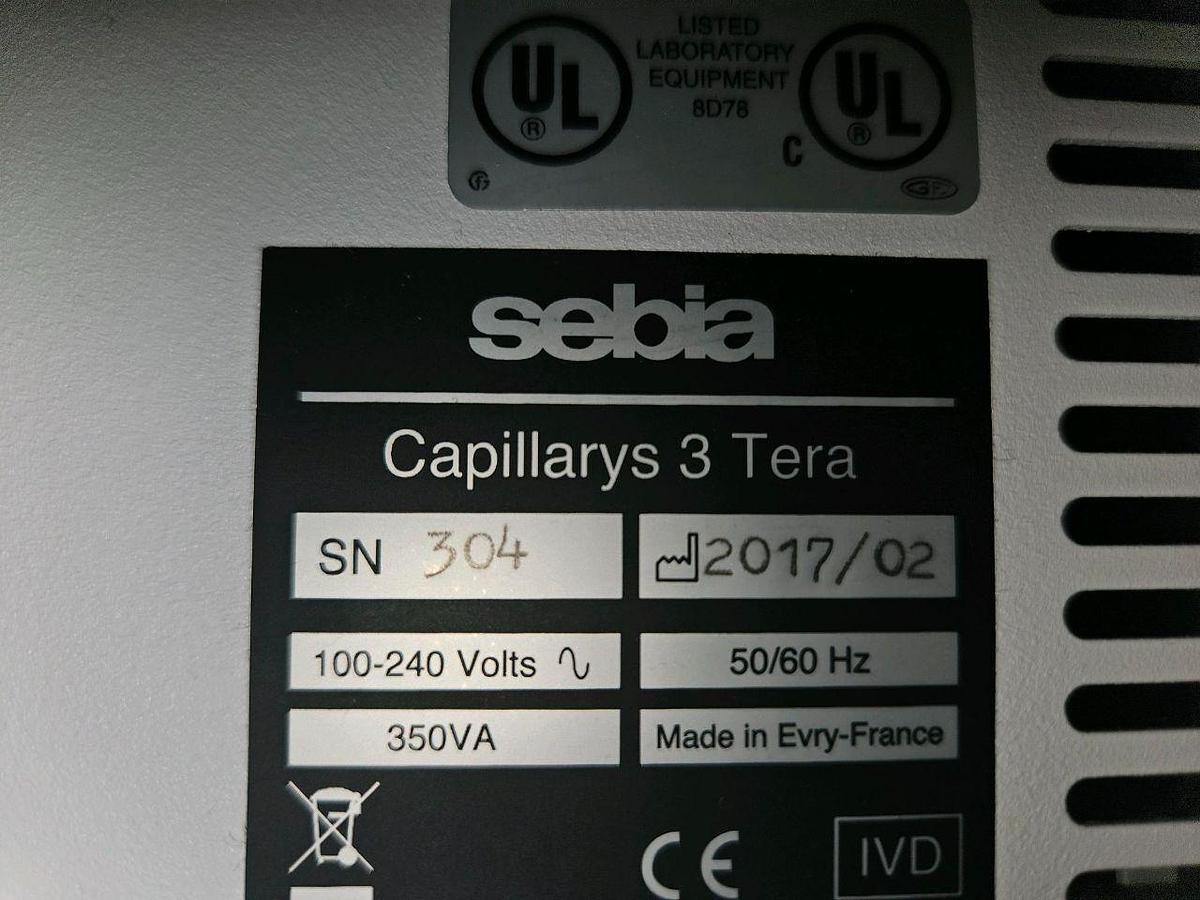 UL
®
LISTED
LABORATORY
EQUIPMENT
8D78
C UL
®
GF
sebia
Capillarys 3 Tera
SN 304
2017/02
100-240 Volts
50/60 Hz
350VA
Made in Evry-France
CE
IVD